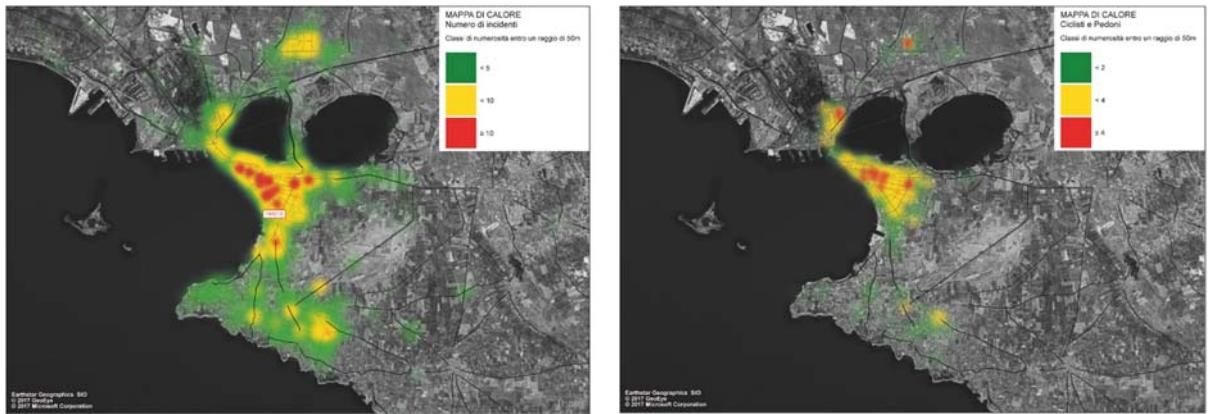 MAPPA DI CALORE
Numero di incidenti
Classi di numerosità entro un raggio di 50m
< 5
< 10
≥ 10
Earthstar Geographics SIO
© 2017 GeoEye
© 2017 Microsoft Corporation
MAPPA DI CALORE
Ciclisti e Pedoni
Classi di numerosità entro un raggio di 50m
< 2
< 4
≥ 4
Earthstar Geographics SIO
© 2017 GeoEye
© 2017 Microsoft Corporation